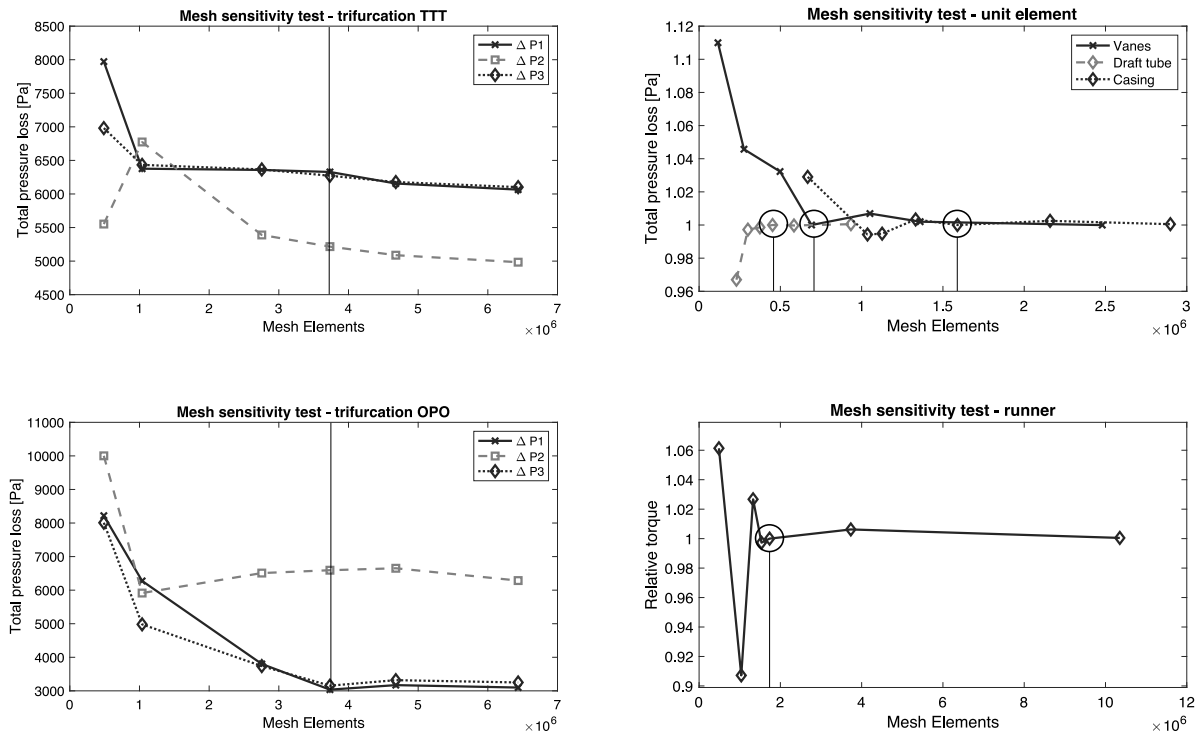 Mesh sensitivity test - trifurcation TTT
8500
8000
7500
7000
6500
6000
5500
5000
4500
Total pressure loss [Pa]
Δ P1
Δ P2
Δ P3
0 1 2 3 4 5 6 7
Mesh Elements
×10^6
Mesh sensitivity test - unit element
1.12
1.1
1.08
1.06
1.04
1.02
1
0.98
0.96
Total pressure loss [Pa]
Vanes
Draft tube
Casing
0 0.5 1 1.5 2 2.5 3
Mesh Elements
×10^6
Mesh sensitivity test - trifurcation OPO
11000
10000
9000
8000
7000
6000
5000
4000
3000
Total pressure loss [Pa]
Δ P1
Δ P2
Δ P3
0 1 2 3 4 5 6 7
Mesh Elements
×10^6
Mesh sensitivity test - runner
1.06
1.04
1.02
1
0.98
0.96
0.94
0.92
0.9
Relative torque
0 2 4 6 8 10 12
Mesh Elements
×10^6